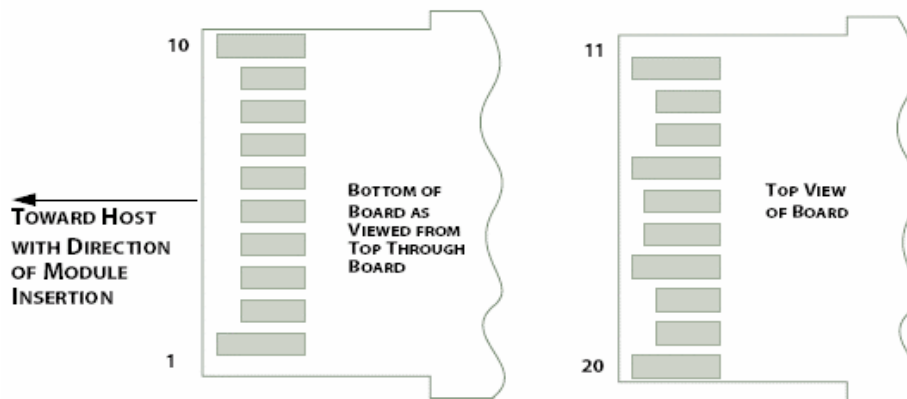 10
TOWARD HOST
WITH DIRECTION
OF MODULE
INSERTION
1
BOTTOM OF
BOARD AS
VIEWED FROM
TOP THROUGH
BOARD
11
TOP VIEW
OF BOARD
20